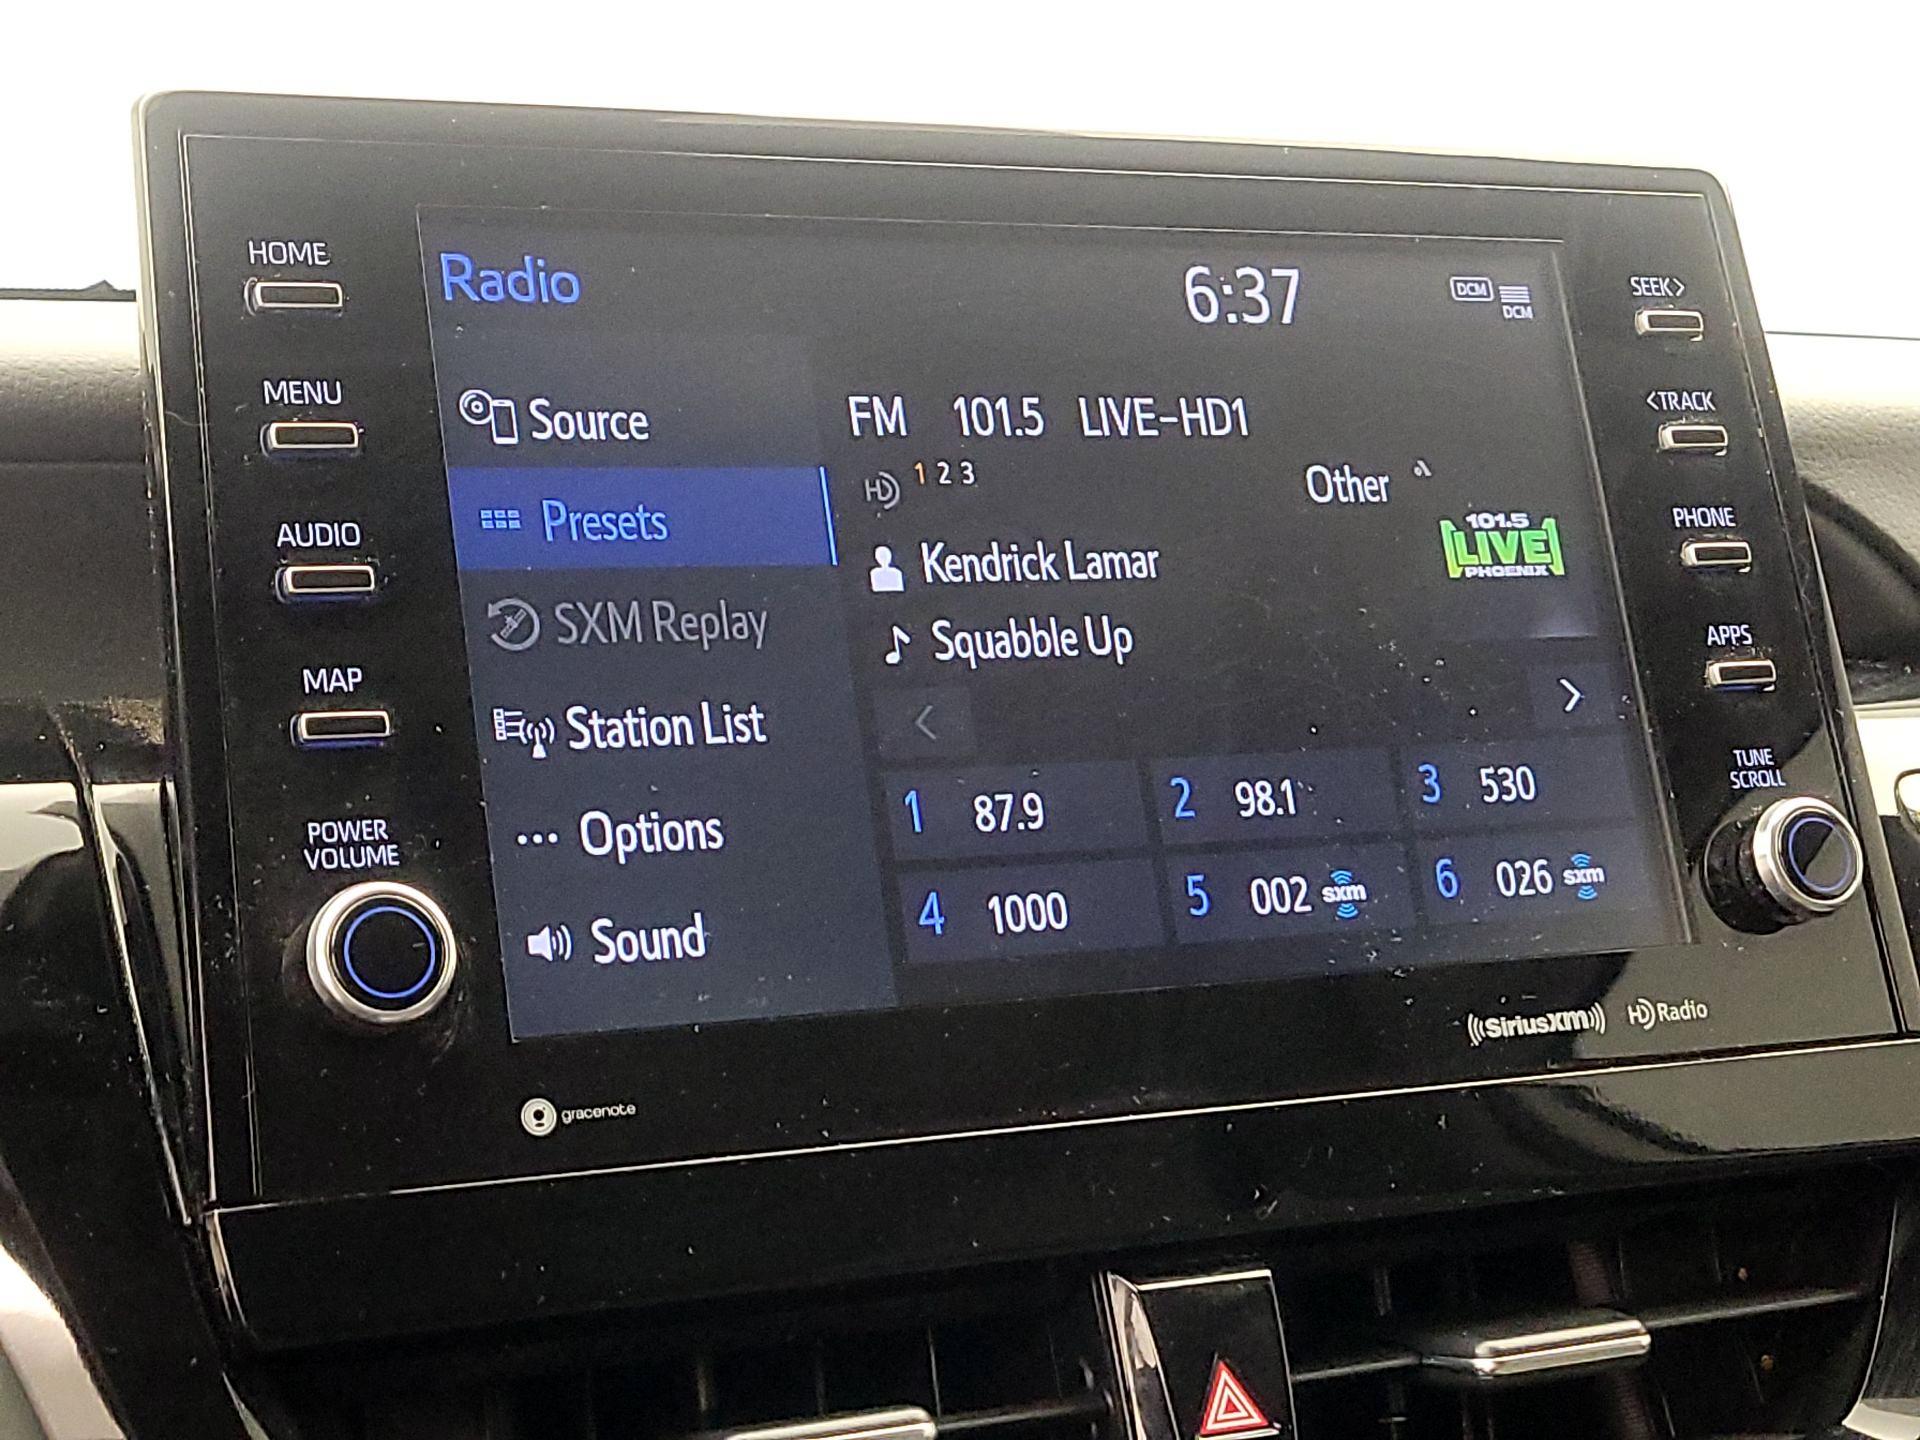 HOME
MENU
AUDIO
MAP
POWER
VOLUME
Radio
6:37
DCM
DCM
Source
Presets
SXM Replay
Station List
Options
Sound
FM 101.5 LIVE-HD1
HD 1 2 3
Other
Kendrick Lamar
Squabble Up
101.5
LIVE
PHOENIX
< >
1 87.9
2 98.1
3 530
4 1000
5 002 sxm
6 026 sxm
SEEK>
<TRACK
PHONE
APPS
TUNE
SCROLL
gracenote
((SiriusXM))
HD Radio